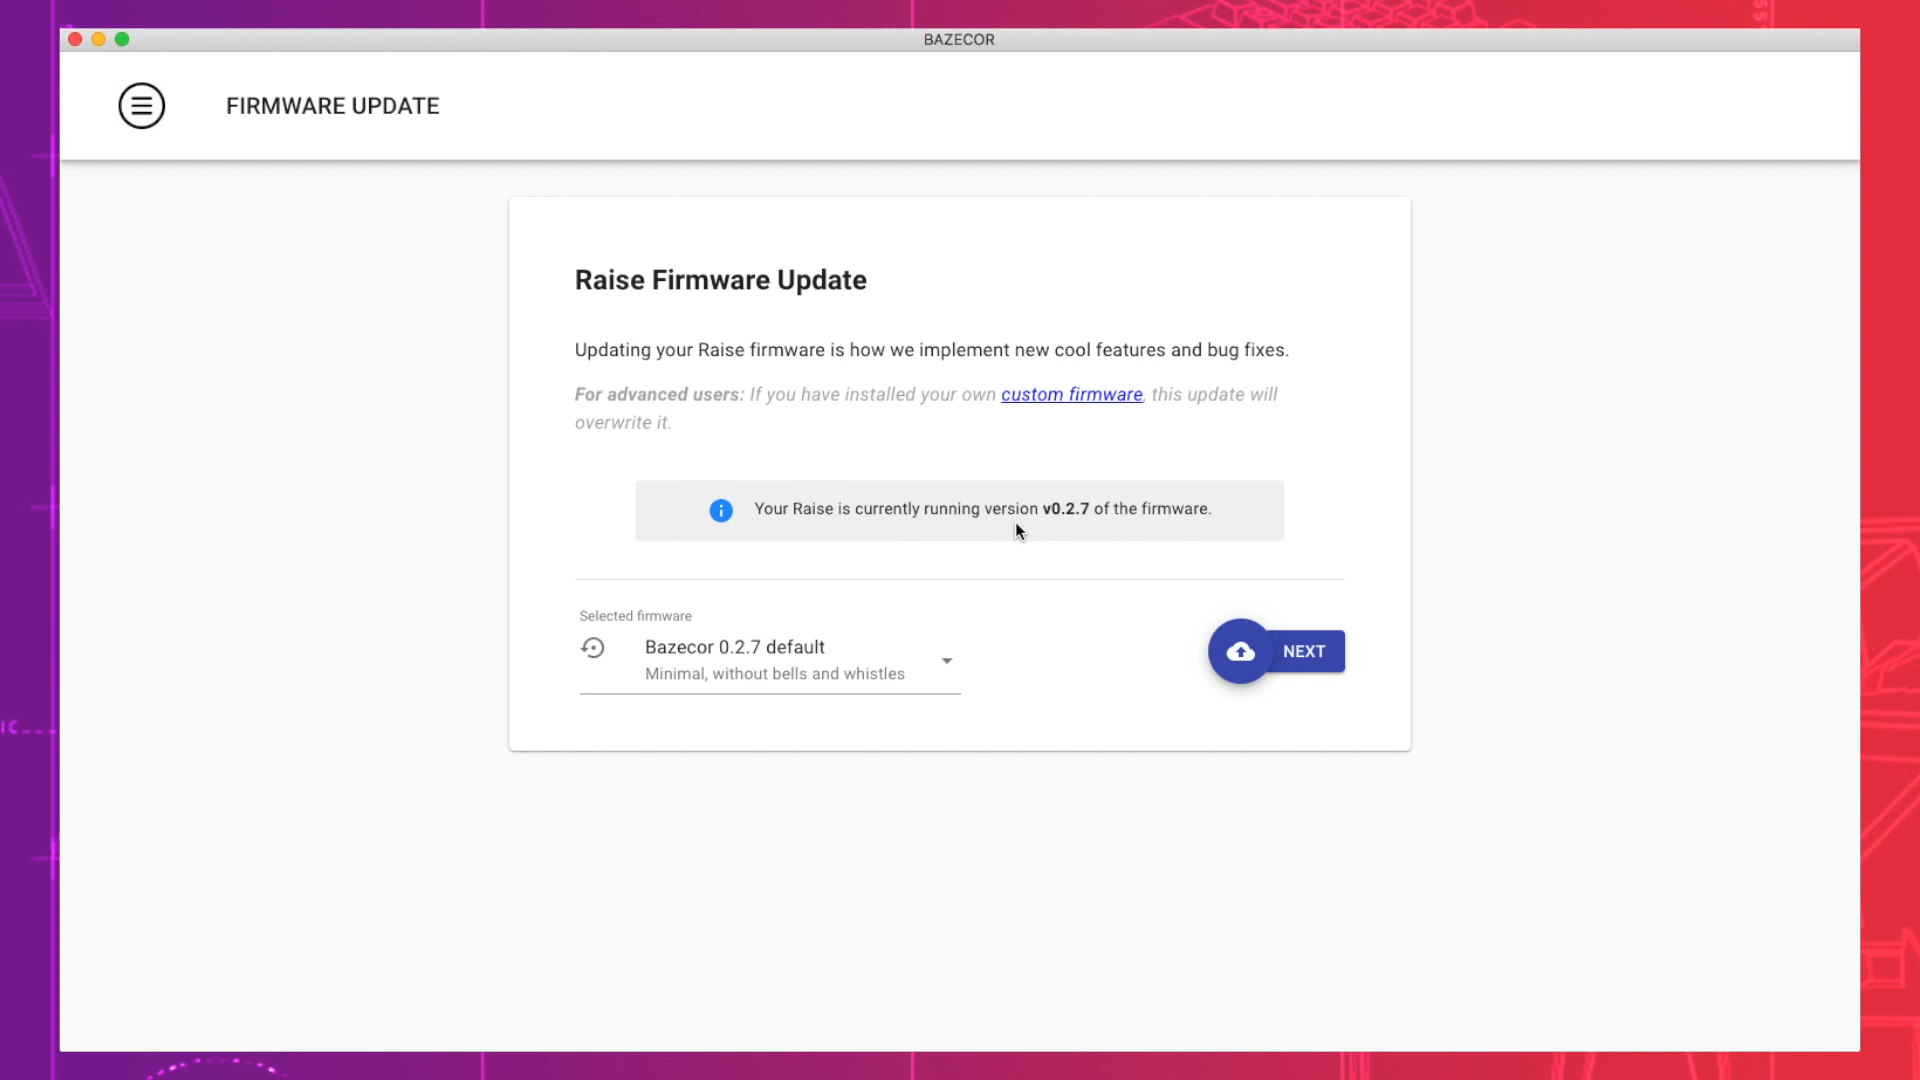 BAZECOR
FIRMWARE UPDATE
Raise Firmware Update
Updating your Raise firmware is how we implement new cool features and bug fixes.
For advanced users: If you have installed your own custom firmware, this update will
overwrite it.
Your Raise is currently running version v0.2.7 of the firmware.
Selected firmware
Bazecor 0.2.7 default
Minimal, without bells and whistles
NEXT